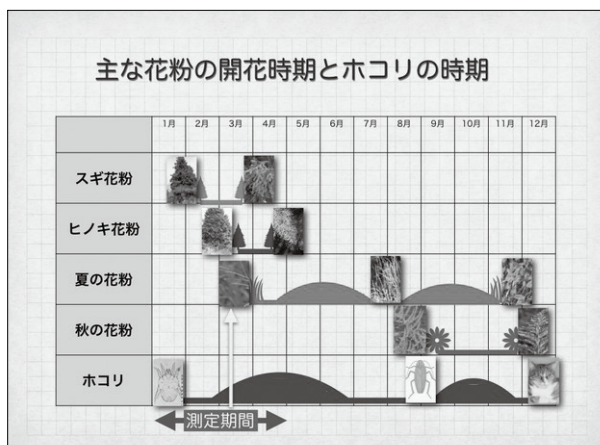 主な花粉の開花時期とホコリの時期
1月 2月 3月 4月 5月 6月 7月 8月 9月 10月 11月 12月
スギ花粉
ヒノキ花粉
夏の花粉
秋の花粉
ホコリ
測定期間